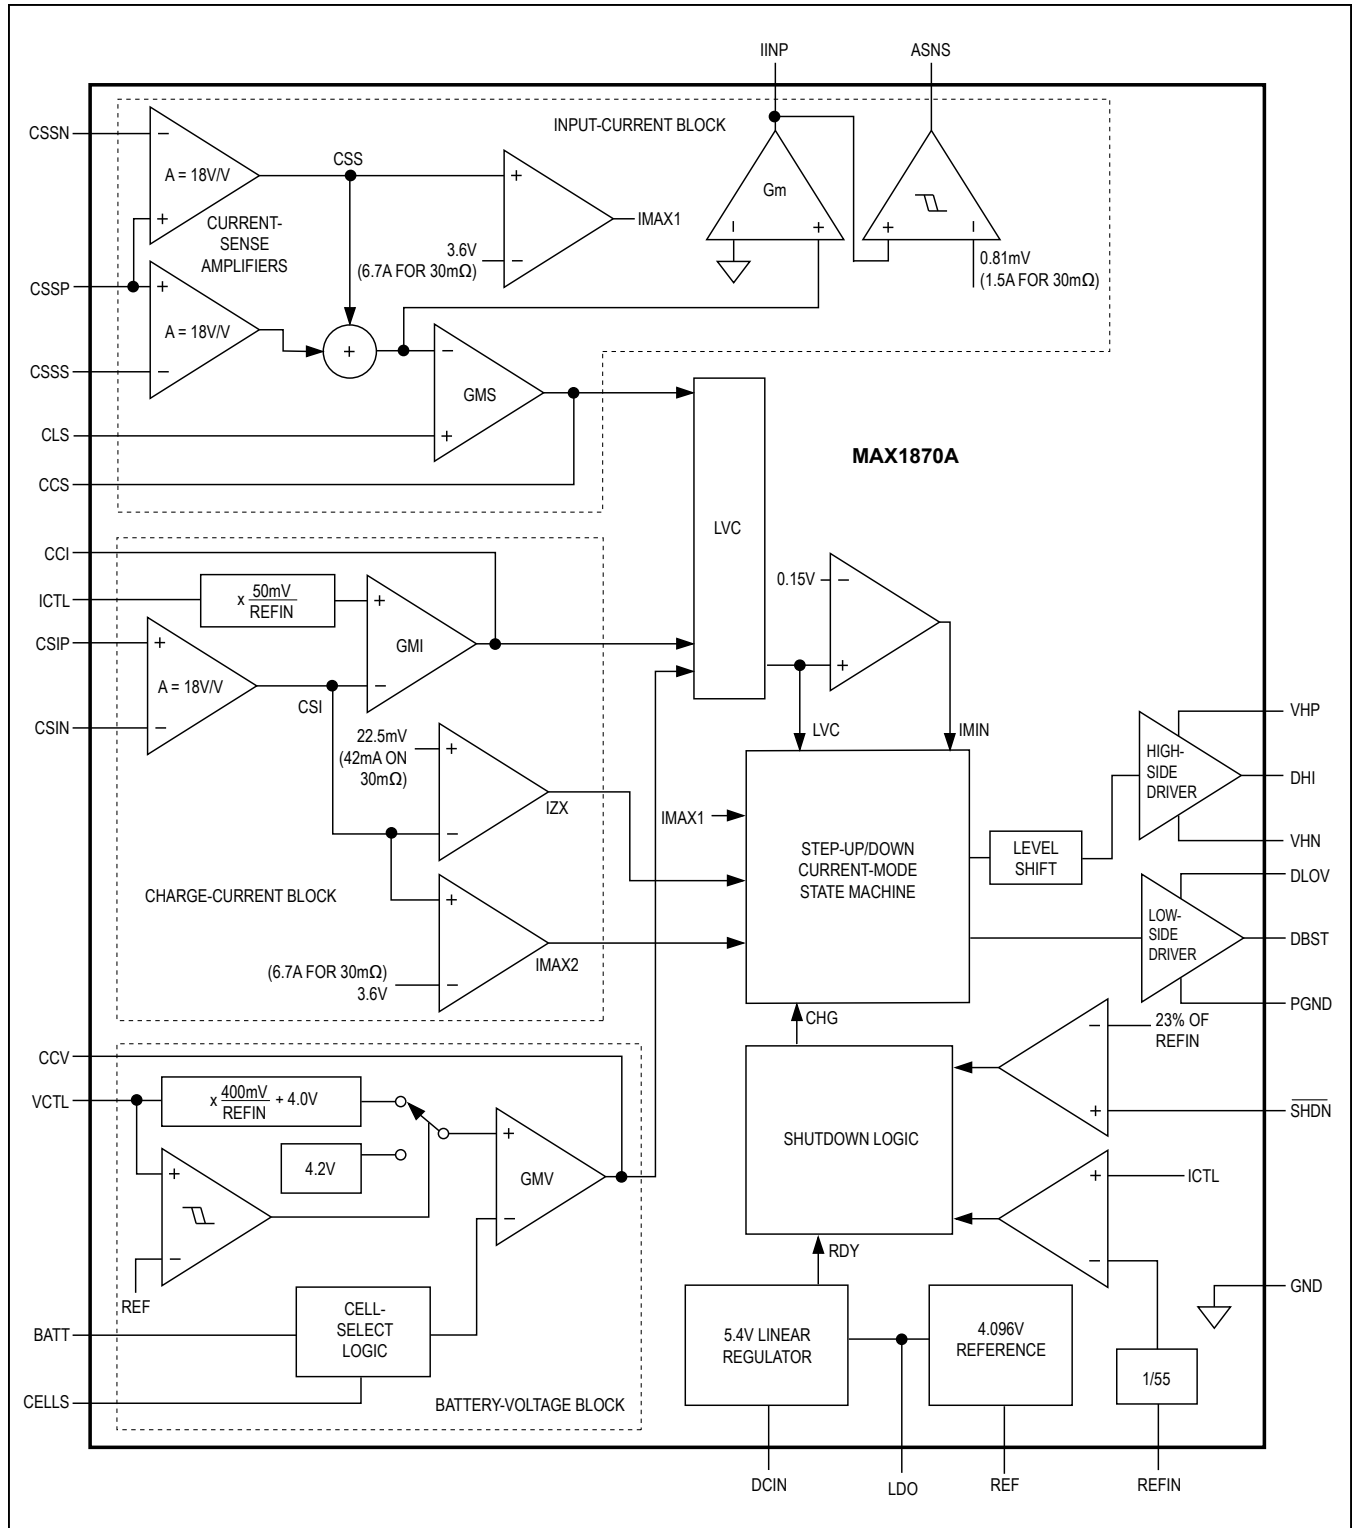 IINP
ASNS
CSSN
INPUT-CURRENT BLOCK
−
A = 18V/V
+
CSS
+
IMAX1
3.6V
(6.7A FOR 30mΩ)
−
Gm
−
+
+
−
0.81mV
(1.5A FOR 30mΩ)
CURRENT-
SENSE
AMPLIFIERS
CSSP
+
A = 18V/V
−
+
CSSS
−
GMS
+
CLS
CCS
MAX1870A
LVC
CCI
ICTL
x 50mV
REFIN
+
GMI
−
CSIP
+
A = 18V/V
−
CSIN
CSI
0.15V
−
+
LVC
IMIN
22.5mV
(42mA ON
30mΩ)
+
−
IZX
IMAX1
STEP-UP/DOWN
CURRENT-MODE
STATE MACHINE
LEVEL
SHIFT
HIGH-
SIDE
DRIVER
VHP
DHI
VHN
DLOV
LOW-
SIDE
DRIVER
DBST
PGND
CHARGE-CURRENT BLOCK
+
−
IMAX2
(6.7A FOR 30mΩ)
3.6V
CHG
−
23% OF
REFIN
+
SHDN
SHUTDOWN LOGIC
+
ICTL
−
RDY
CCV
VCTL
x 400mV + 4.0V
REFIN
4.2V
+
GMV
−
+
−
REF
BATT
CELL-
SELECT
LOGIC
CELLS
BATTERY-VOLTAGE BLOCK
5.4V LINEAR
REGULATOR
4.096V
REFERENCE
1/55
GND
DCIN
LDO
REF
REFIN